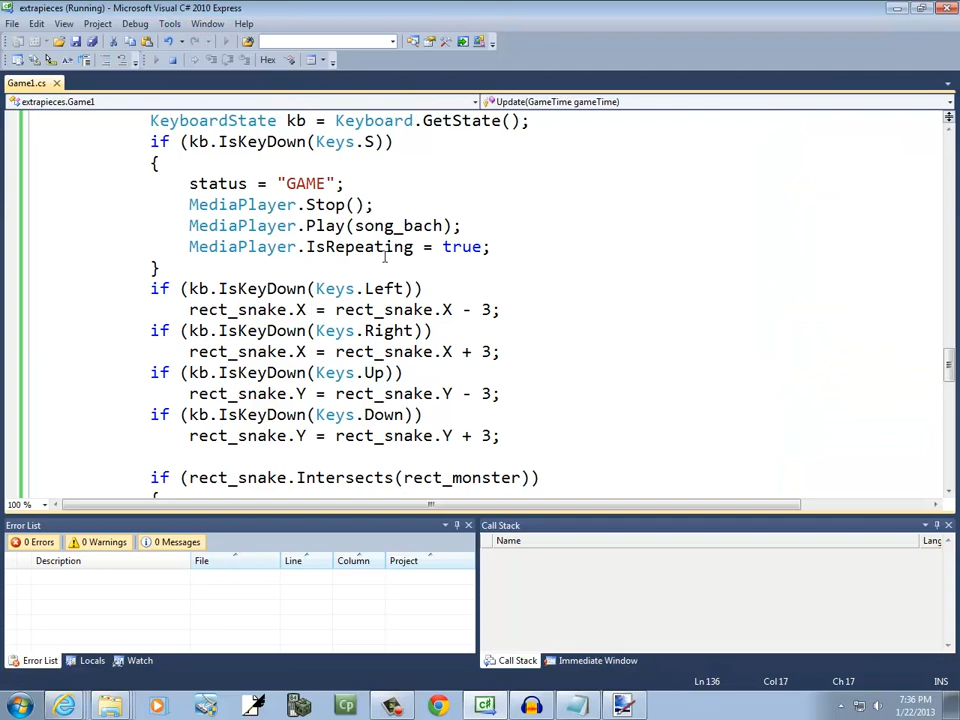 extrapieces (Running) - Microsoft Visual C# 2010 Express
File Edit View Project Debug Tools Window Help
Hex
Game1.cs
extrapieces.Game1 Update(GameTime gameTime)
KeyboardState kb = Keyboard.GetState();
if (kb.IsKeyDown(Keys.S))
{
status = "GAME";
MediaPlayer.Stop();
MediaPlayer.Play(song_bach);
MediaPlayer.IsRepeating = true;
}
if (kb.IsKeyDown(Keys.Left))
rect_snake.X = rect_snake.X - 3;
if (kb.IsKeyDown(Keys.Right))
rect_snake.X = rect_snake.X + 3;
if (kb.IsKeyDown(Keys.Up))
rect_snake.Y = rect_snake.Y - 3;
if (kb.IsKeyDown(Keys.Down))
rect_snake.Y = rect_snake.Y + 3;
if (rect_snake.Intersects(rect_monster))
{
100 %
Error List Call Stack
0 Errors 0 Warnings 0 Messages Name Lang
Description File Line Column Project
Error List Locals Watch Call Stack Immediate Window
Ln 136 Col 17 Ch 17 INS
Cp
7:36 PM
1/22/2013